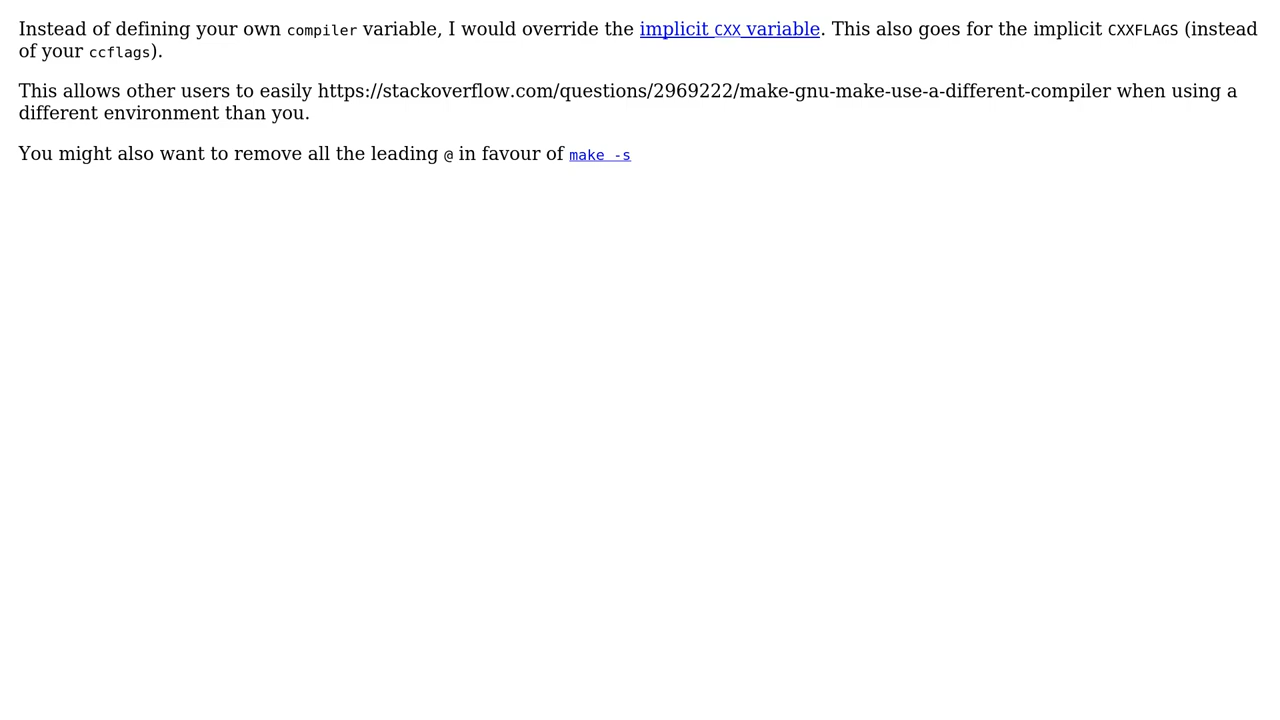 Instead of defining your own compiler variable, I would override the implicit CXX variable. This also goes for the implicit CXXFLAGS (instead
of your ccflags).
This allows other users to easily https://stackoverflow.com/questions/2969222/make-gnu-make-use-a-different-compiler when using a
different environment than you.
You might also want to remove all the leading @ in favour of make -s